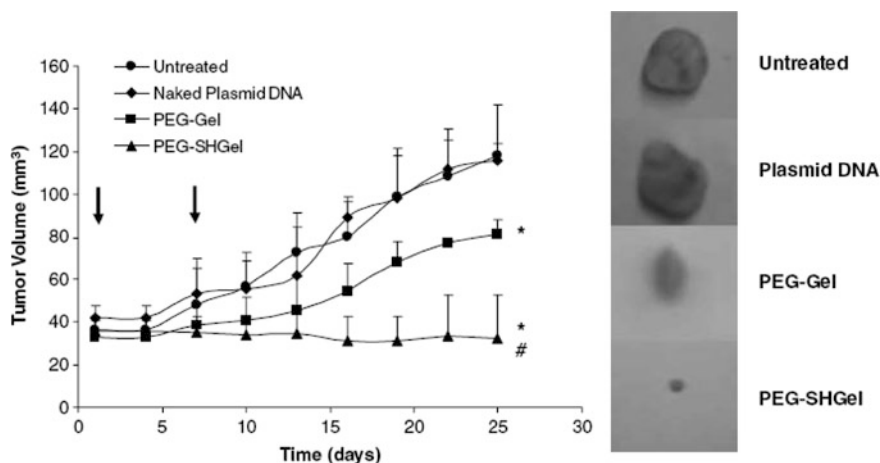 160
140
120
100
80
60
40
20
0
Tumor Volume (mm³)
Untreated
Naked Plasmid DNA
PEG-Gel
PEG-SHGel
*
*
#
0 5 10 15 20 25 30
Time (days)
Untreated
Plasmid DNA
PEG-Gel
PEG-SHGel